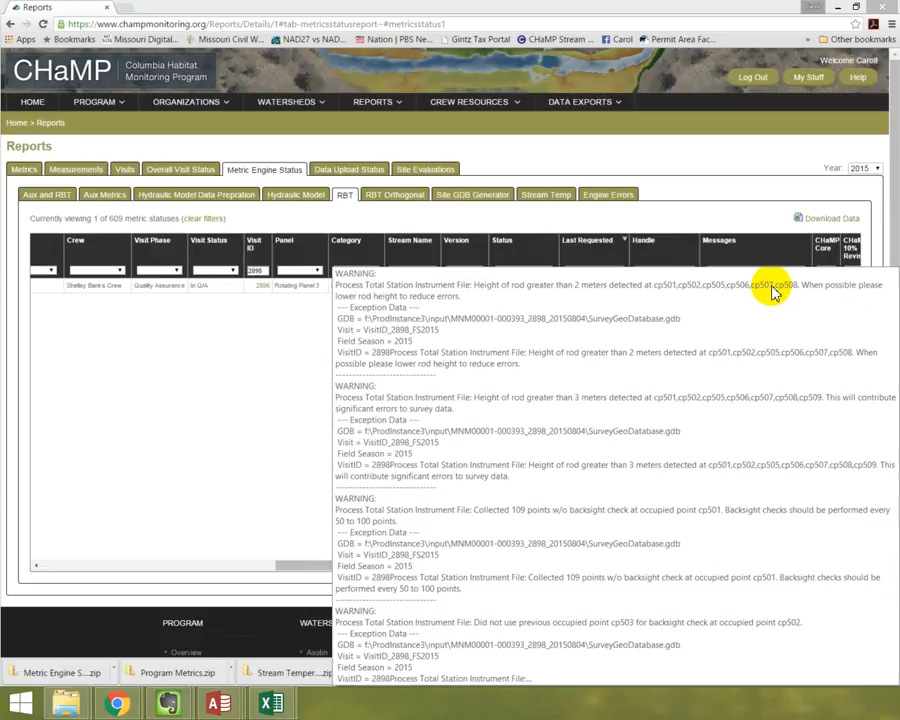 Reports
Caroll
https://www.champmonitoring.org/Reports/Details/1#tab-metricsstatusreport~#metricsstatus1
Apps Bookmarks Missouri Digital... Missouri Civil W... NAD27 vs NAD... Nation | PBS Ne... Gintz Tax Portal CHaMP Stream ... Carol Permit Area Fac... » Other bookmarks
Welcome Caroll
CHaMP Columbia Habitat
Monitoring Program
Log Out My Stuff Help
HOME PROGRAM ORGANIZATIONS WATERSHEDS REPORTS CREW RESOURCES DATA EXPORTS
Home > Reports
Reports
Metrics Measurements Visits Overall Visit Status Metric Engine Status Data Upload Status Site Evaluations Year: 2015
Aux and RBT Aux Metrics Hydraulic Model Data Prepration Hydraulic Model RBT RBT Orthogonal Site GDB Generator Stream Temp Engine Errors
Currently viewing 1 of 609 metric statuses (clear filters) Download Data
Crew Visit Phase Visit Status Visit ID Panel Category Stream Name Version Status Last Requested Handle Messages CHaMP Core CHaM 10% Revis
2898
Shelley Banks Crew Quality Assurance In Q/A 2898 Rotating Panel 3
WARNING:
Process Total Station Instrument File: Height of rod greater than 2 meters detected at cp501,cp502,cp505,cp506,cp507,cp508. When possible please
lower rod height to reduce errors.
--- Exception Data ---
GDB = f:\ProdInstance3\input\MNM00001-000393_2898_20150804\SurveyGeoDatabase.gdb
Visit = VisitID_2898_FS2015
Field Season = 2015
VisitID = 2898Process Total Station Instrument File: Height of rod greater than 2 meters detected at cp501,cp502,cp505,cp506,cp507,cp508. When
possible please lower rod height to reduce errors.
------------------------------
WARNING:
Process Total Station Instrument File: Height of rod greater than 3 meters detected at cp501,cp502,cp505,cp506,cp507,cp508,cp509. This will contribute
significant errors to survey data.
--- Exception Data ---
GDB = f:\ProdInstance3\input\MNM00001-000393_2898_20150804\SurveyGeoDatabase.gdb
Visit = VisitID_2898_FS2015
Field Season = 2015
VisitID = 2898Process Total Station Instrument File: Height of rod greater than 3 meters detected at cp501,cp502,cp505,cp506,cp507,cp508,cp509. This
will contribute significant errors to survey data.
------------------------------
WARNING:
Process Total Station Instrument File: Collected 109 points w/o backsight check at occupied point cp501. Backsight checks should be performed every
50 to 100 points.
--- Exception Data ---
GDB = f:\ProdInstance3\input\MNM00001-000393_2898_20150804\SurveyGeoDatabase.gdb
Visit = VisitID_2898_FS2015
Field Season = 2015
VisitID = 2898Process Total Station Instrument File: Collected 109 points w/o backsight check at occupied point cp501. Backsight checks should be
performed every 50 to 100 points.
------------------------------
WARNING:
Process Total Station Instrument File: Did not use previous occupied point cp503 for backsight check at occupied point cp502.
--- Exception Data ---
GDB = f:\ProdInstance3\input\MNM00001-000393_2898_20150804\SurveyGeoDatabase.gdb
Visit = VisitID_2898_FS2015
Field Season = 2015
VisitID = 2898Process Total Station Instrument File:...
PROGRAM WATERS
Overview Asotin
Metric Engine S....zip Program Metrics.zip Stream Temper....zip